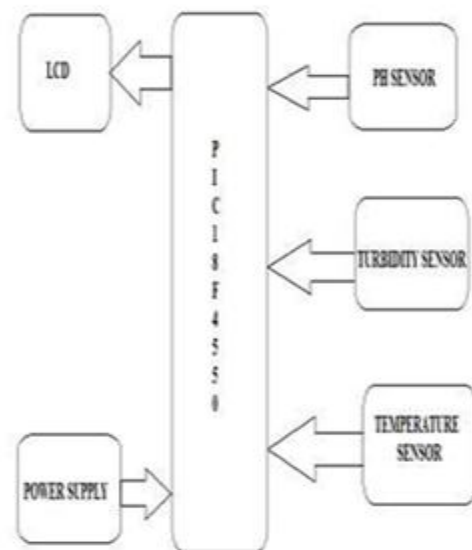 LCD
PH SENSOR
P
I
C
1
8
F
4
5
5
0
TURBIDITY SENSOR
TEMPERATURE
SENSOR
POWER SUPPLY